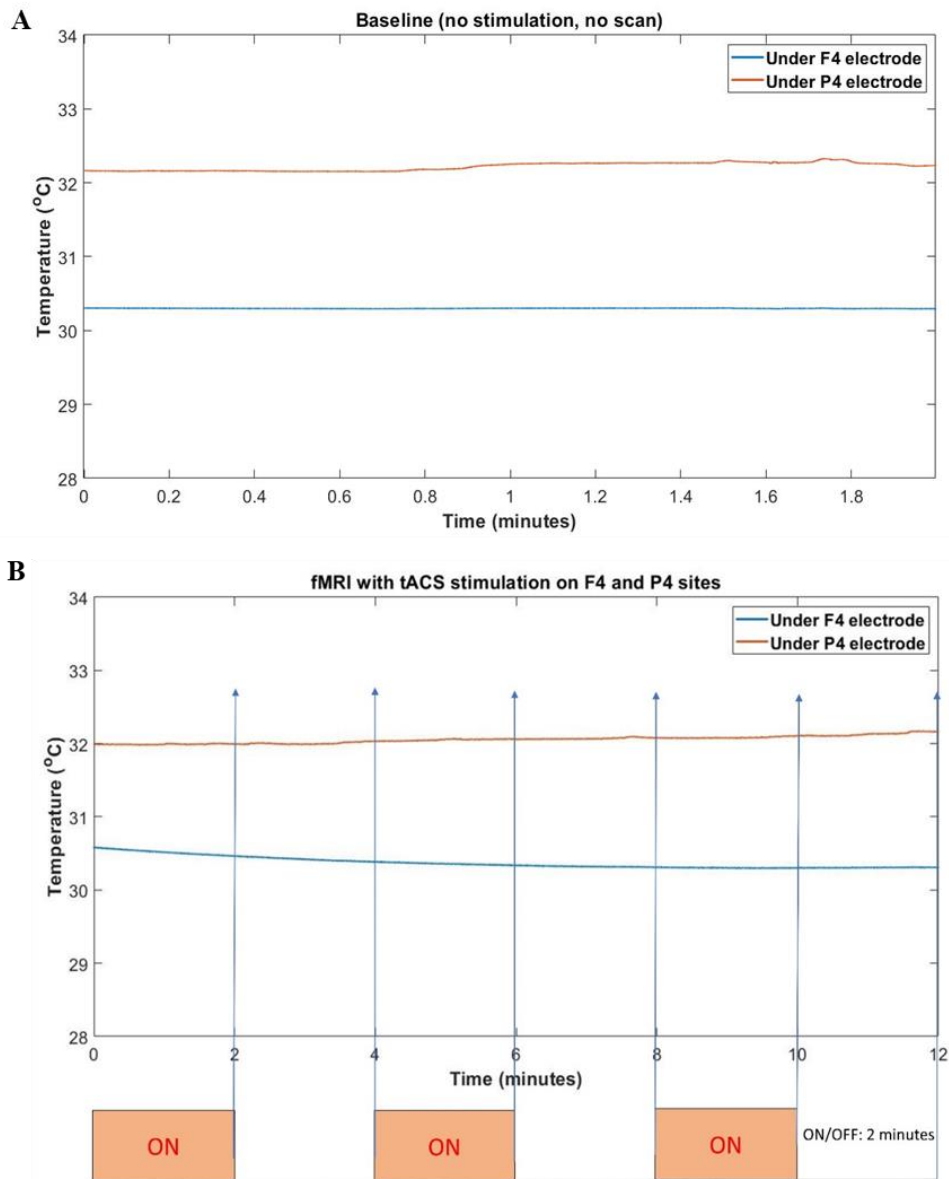 A
Baseline (no stimulation, no scan)
Under F4 electrode
Under P4 electrode
34
33
32
31
30
29
28
Temperature (°C)
0 0.2 0.4 0.6 0.8 1 1.2 1.4 1.6 1.8
Time (minutes)
B
fMRI with tACS stimulation on F4 and P4 sites
Under F4 electrode
Under P4 electrode
34
33
32
31
30
29
28
Temperature (°C)
0 2 4 6 8 10 12
Time (minutes)
ON ON ON ON/OFF: 2 minutes